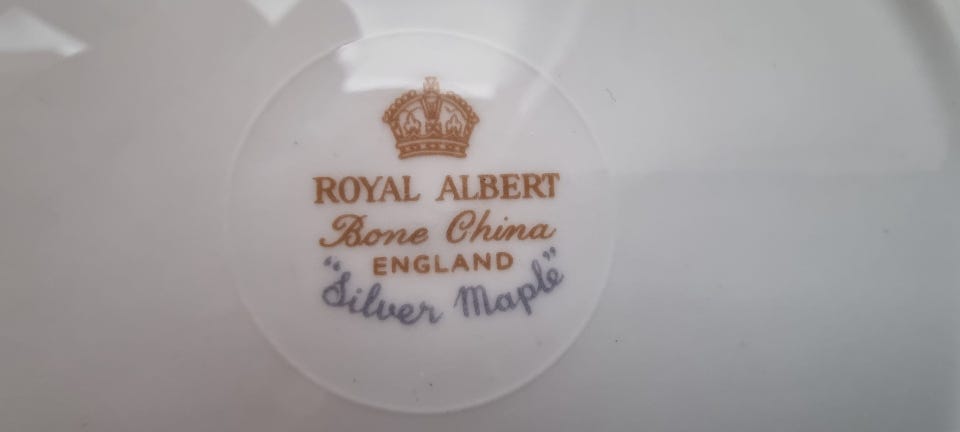 ROYAL ALBERT
Bone China
ENGLAND
"Silver Maple"